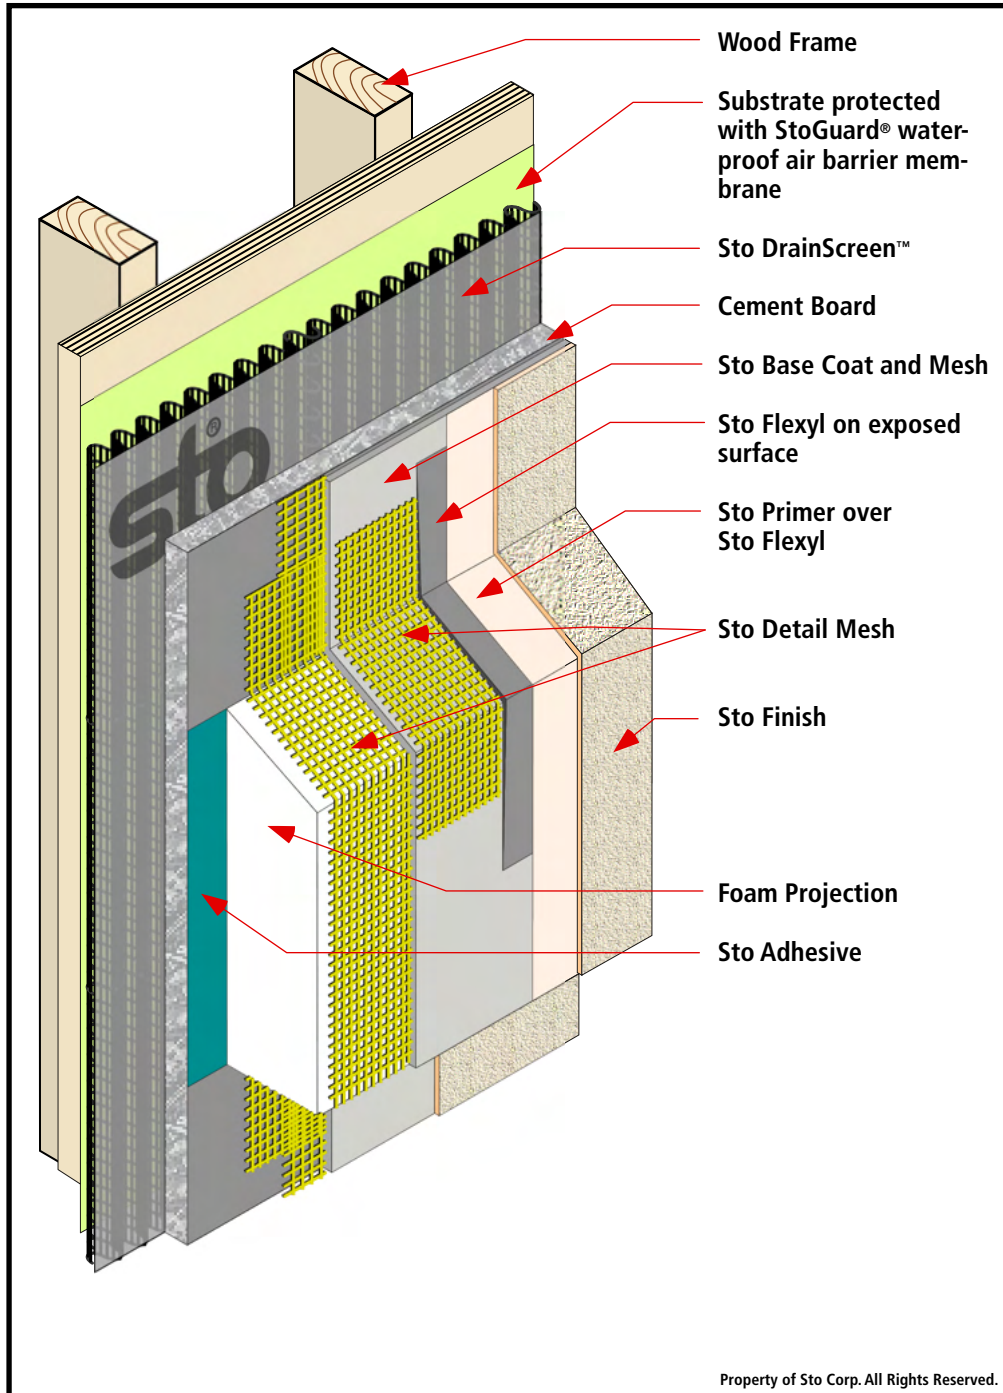 Wood Frame
Substrate protected
with StoGuard® water-
proof air barrier mem-
brane
Sto DrainScreen™
Cement Board
Sto Base Coat and Mesh
Sto Flexyl on exposed
surface
Sto Primer over
Sto Flexyl
Sto Detail Mesh
Sto Finish
Foam Projection
Sto Adhesive
sto®
Property of Sto Corp. All Rights Reserved.